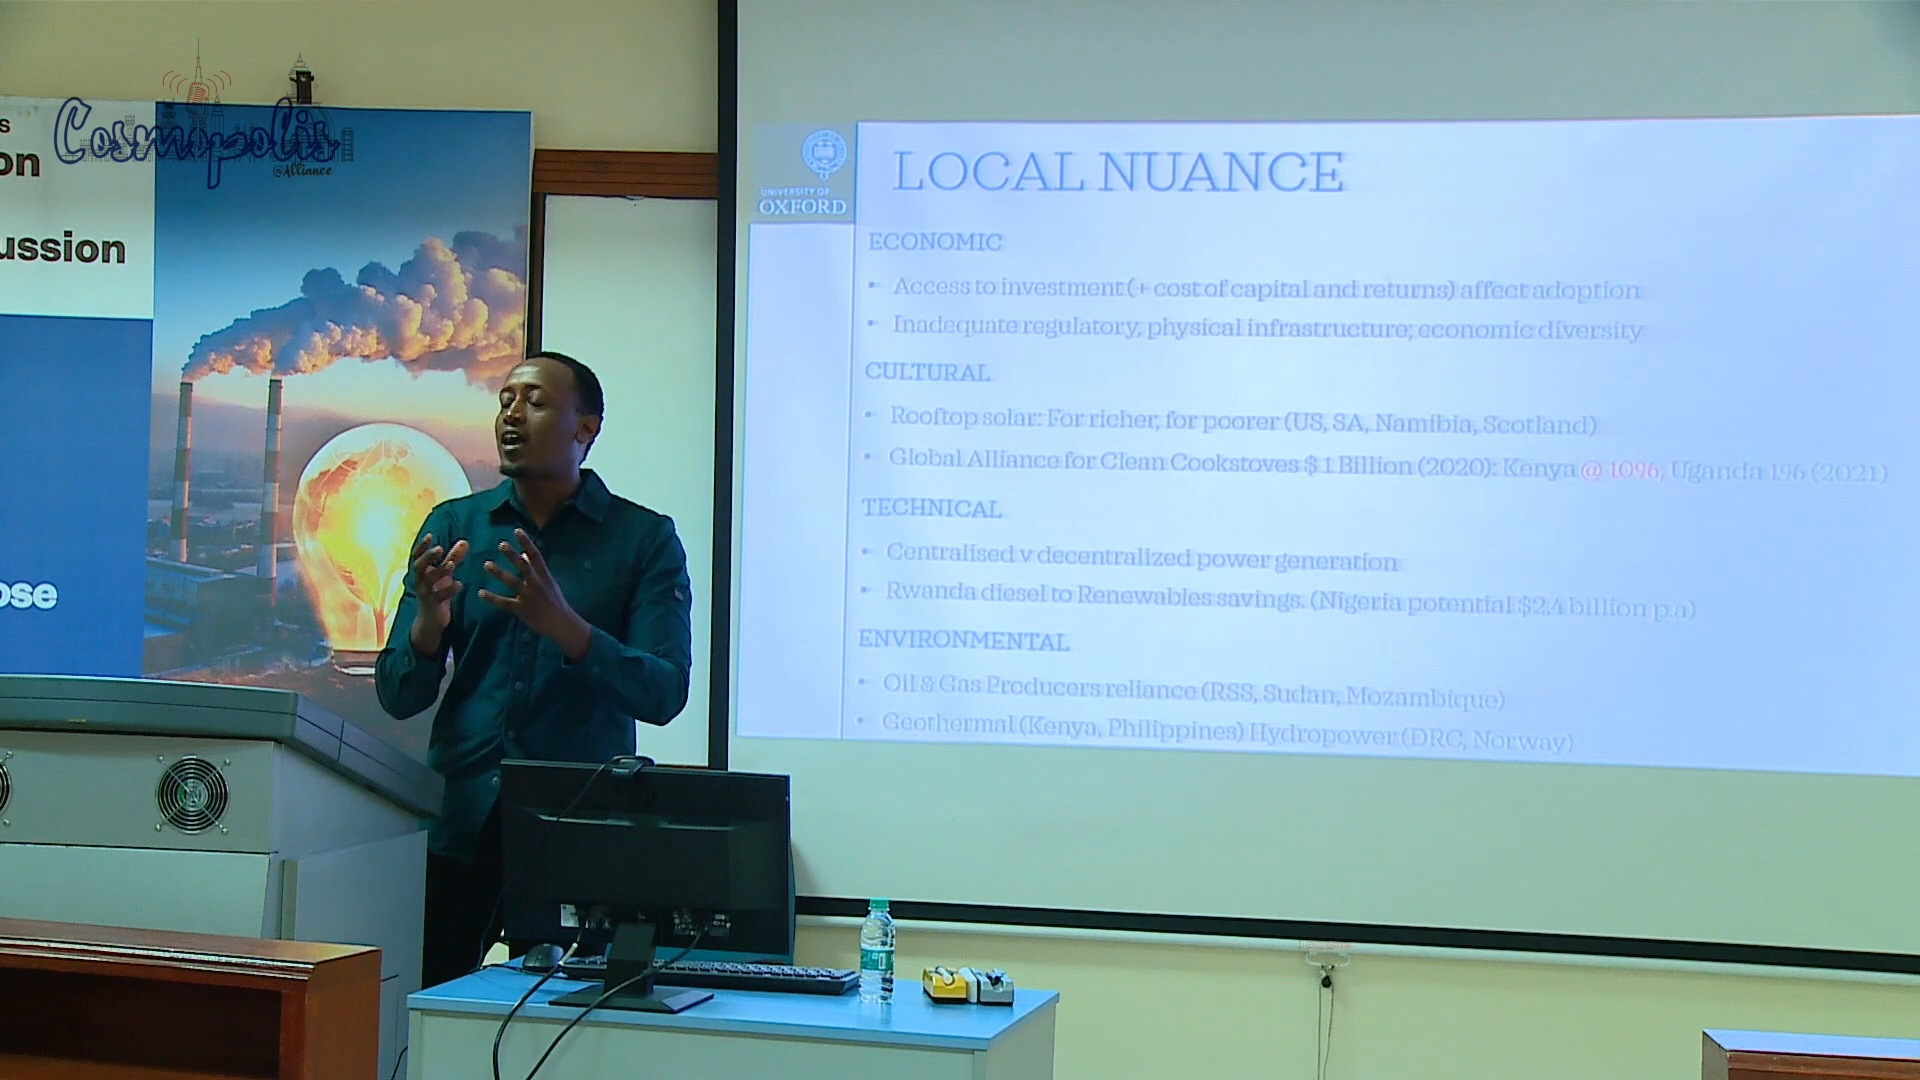 Cosmopolis
@Alliance
s
on
ussion
ose
UNIVERSITY OF
OXFORD
LOCAL NUANCE
ECONOMIC
• Access to investment (+ cost of capital and returns) affect adoption
• Inadequate regulatory, physical infrastructure; economic diversity
CULTURAL
• Rooftop solar: For richer, for poorer (US, SA, Namibia, Scotland)
• Global Alliance for Clean Cookstoves $ 1 Billion (2020): Kenya @ 10%, Uganda 1% (2021)
TECHNICAL
• Centralised v decentralized power generation
• Rwanda diesel to Renewables savings. (Nigeria potential $2.4 billion p.a)
ENVIRONMENTAL
• Oil & Gas Producers reliance (RSS, Sudan, Mozambique)
• Geothermal (Kenya, Philippines) Hydropower (DRC, Norway)